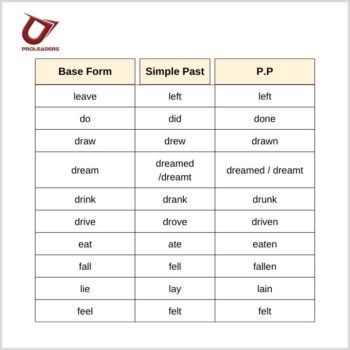 PROLEADERS
Base Form Simple Past P.P
leave left left
do did done
draw drew drawn
dream dreamed /dreamt dreamed / dreamt
drink drank drunk
drive drove driven
eat ate eaten
fall fell fallen
lie lay lain
feel felt felt